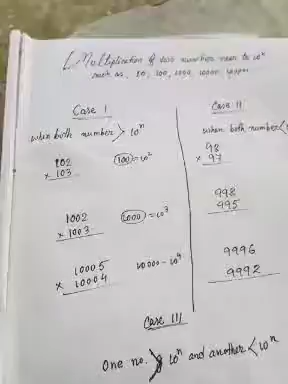 Multiplication of two number near to 10ⁿ
such as, 10, 100, 1000, 10000
Case I
when both number > 10ⁿ
102 (100) = 10²
× 103
1002 (1000) = 10³
× 1003
10005 10000 - 10⁴
× 10004
Case II
when both number <
98
× 97
998
995
9996
9992
Case III
One no. > 10ⁿ and another < 10ⁿ